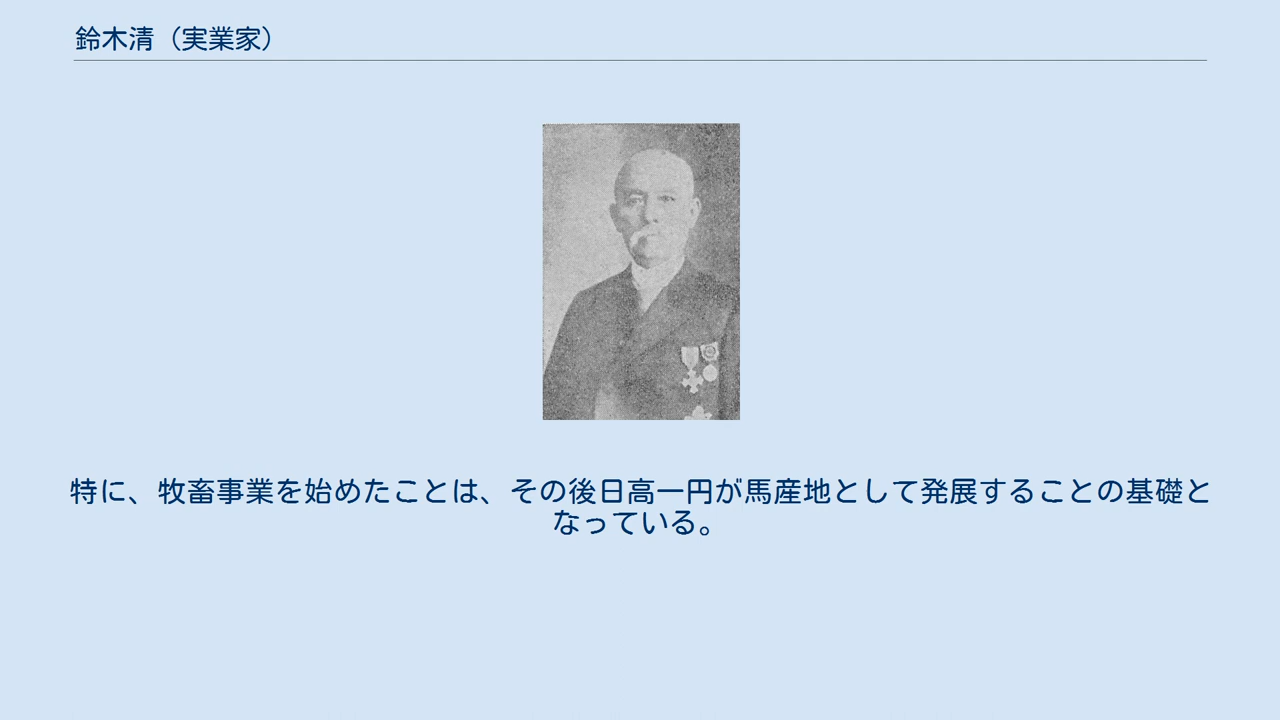 鈴木清（実業家）
特に、牧畜事業を始めたことは、その後日高一円が馬産地として発展することの基礎と
なっている。